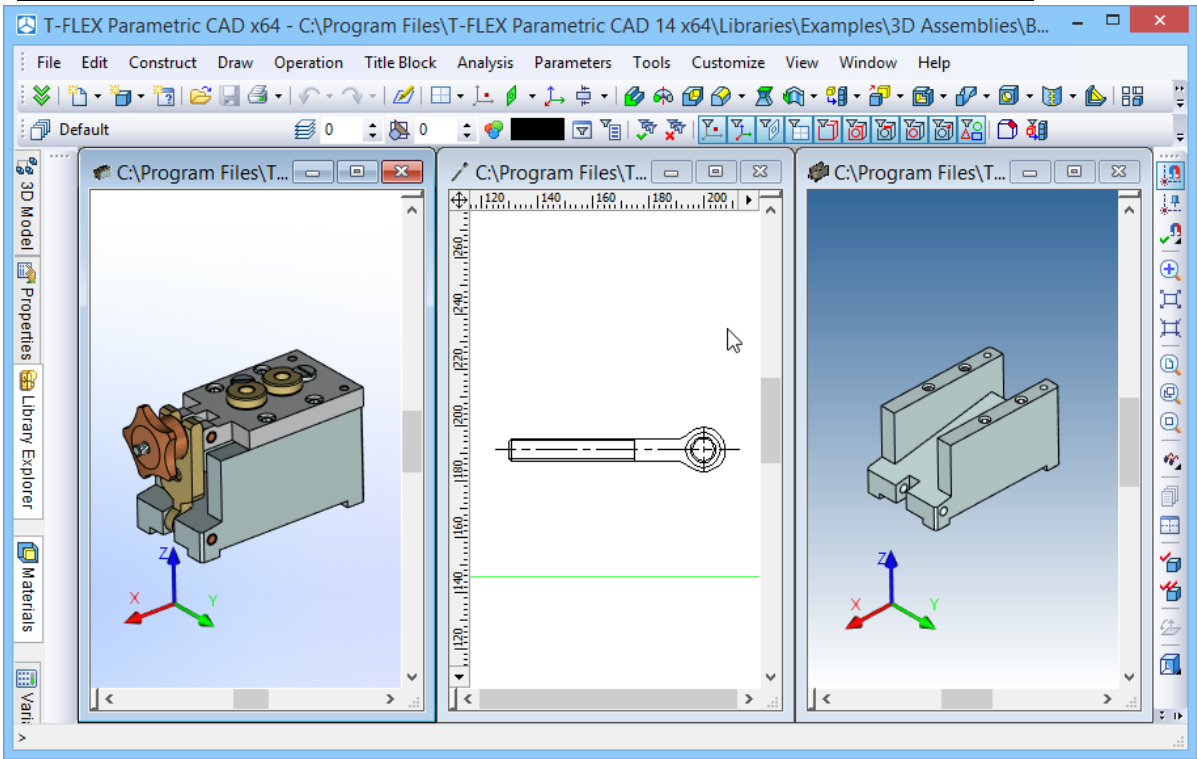 T-FLEX Parametric CAD x64 - C:\Program Files\T-FLEX Parametric CAD 14 x64\Libraries\Examples\3D Assemblies\B...
File Edit Construct Draw Operation Title Block Analysis Parameters Tools Customize View Window Help
Default 0 0
3D Model
Properties
Library Explorer
Materials
Varia
C:\Program Files\T...
Z
X Y
C:\Program Files\T...
120 140 160 180 200
260
240
220
200
180
160
140
120
C:\Program Files\T...
Z
X Y
>